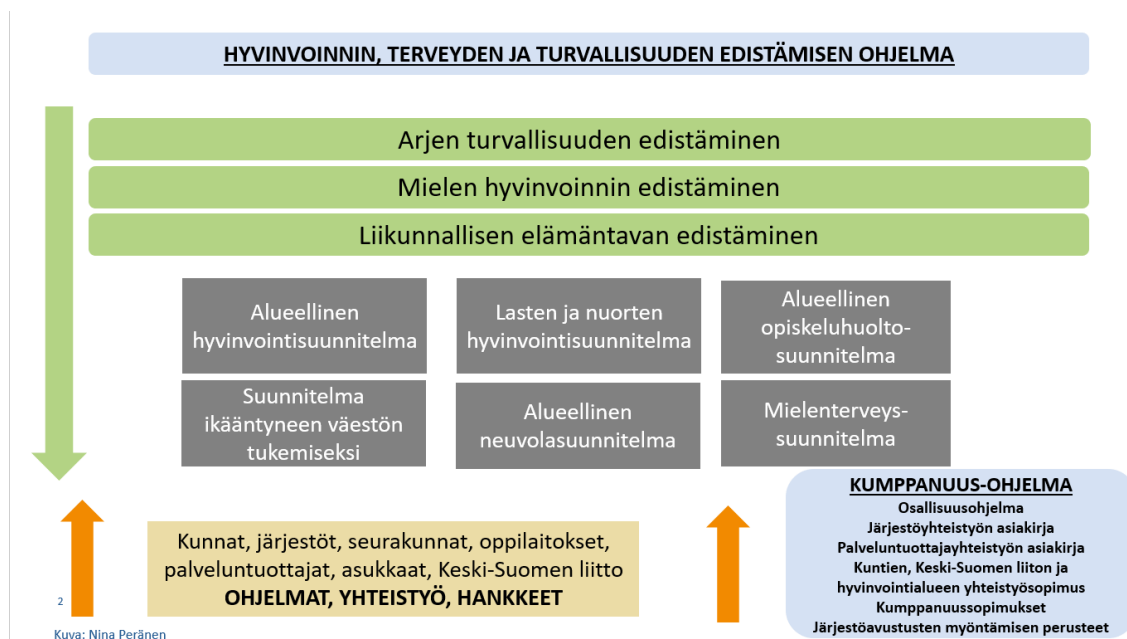 HYVINVOINNIN, TERVEYDEN JA TURVALLISUUDEN EDISTÄMISEN OHJELMA
Arjen turvallisuuden edistäminen
Mielen hyvinvoinnin edistäminen
Liikunnallisen elämäntavan edistäminen
Alueellinen
hyvinvointisuunnitelma
Lasten ja nuorten
hyvinvointisuunnitelma
Alueellinen
opiskeluhuolto-
suunnitelma
Suunnitelma
ikääntyneen väestön
tukemiseksi
Alueellinen
neuvolasuunnitelma
Mielenterveys-
suunnitelma
Kunnat, järjestöt, seurakunnat, oppilaitokset,
palveluntuottajat, asukkaat, Keski-Suomen liitto
OHJELMAT, YHTEISTYÖ, HANKKEET
KUMPPANUUS-OHJELMA
Osallisuusohjelma
Järjestöyhteistyön asiakirja
Palveluntuottajayhteistyön asiakirja
Kuntien, Keski-Suomen liiton ja
hyvinvointialueen yhteistyösopimus
Kumppanuussopimukset
Järjestöavustusten myöntämisen perusteet
2
Kuva: Nina Peränen